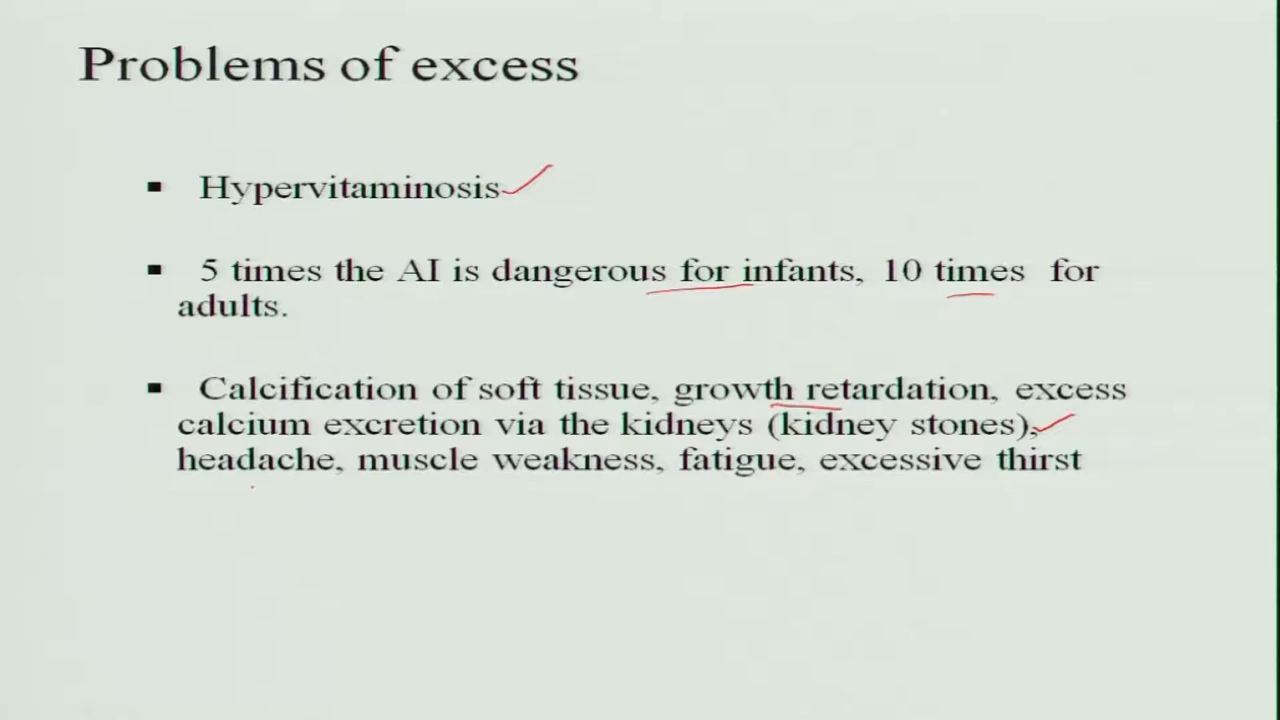 Problems of excess
▪ Hypervitaminosis
▪ 5 times the AI is dangerous for infants, 10 times for
adults.
▪ Calcification of soft tissue, growth retardation, excess
calcium excretion via the kidneys (kidney stones),
headache, muscle weakness, fatigue, excessive thirst